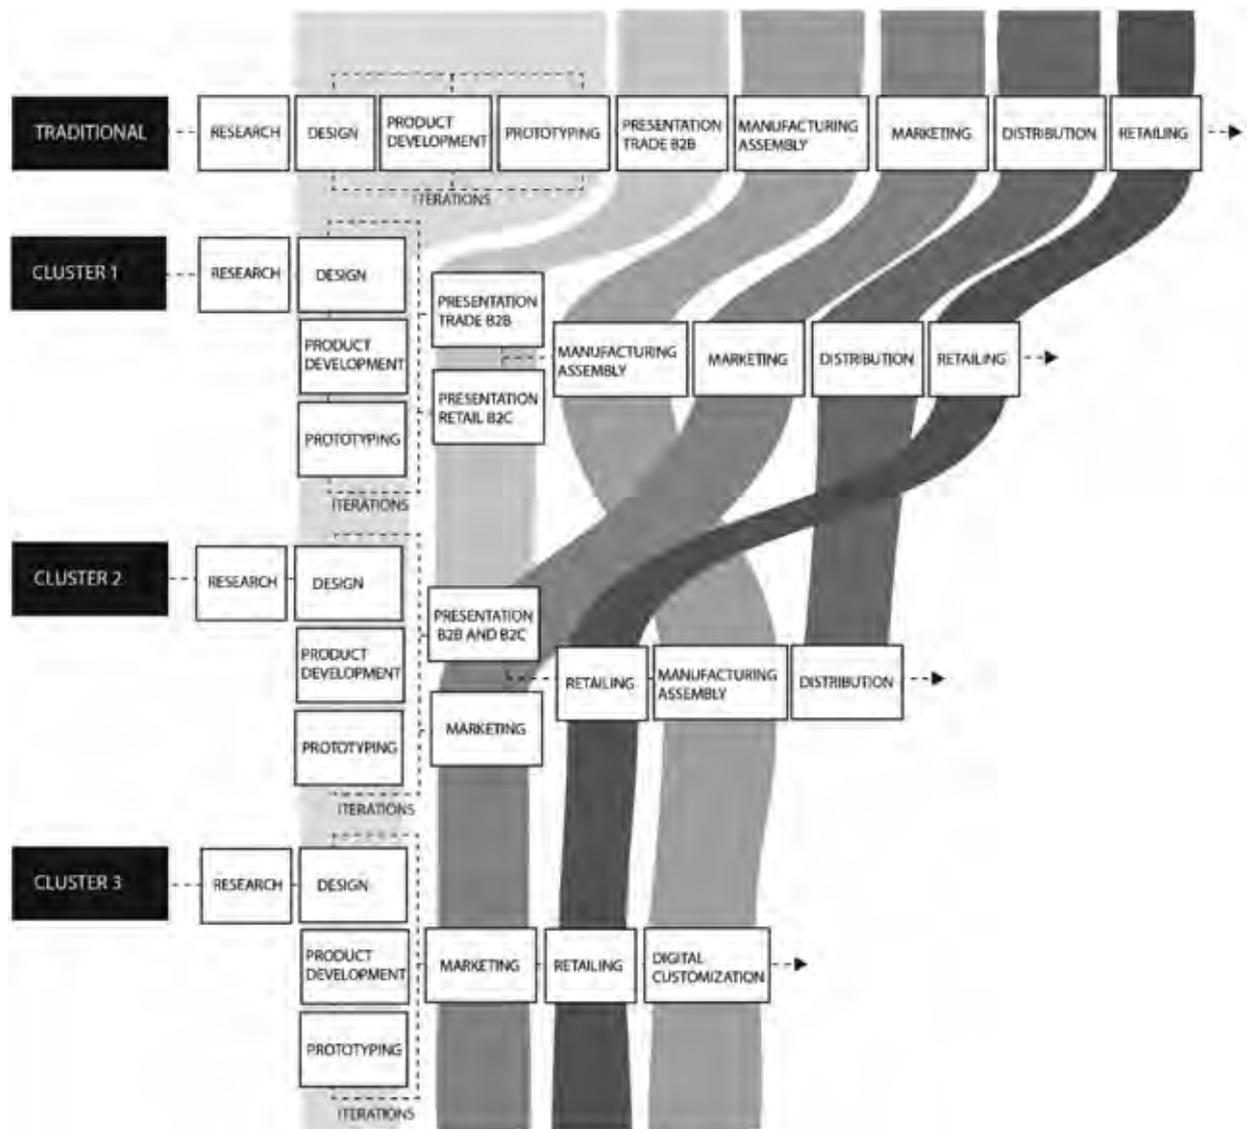 TRADITIONAL
RESEARCH
DESIGN
PRODUCT
DEVELOPMENT
PROTOTYPING
PRESENTATION
TRADE B2B
MANUFACTURING
ASSEMBLY
MARKETING
DISTRIBUTION
RETAILING
ITERATIONS
CLUSTER 1
RESEARCH
DESIGN
PRODUCT
DEVELOPMENT
PROTOTYPING
ITERATIONS
PRESENTATION
TRADE B2B
PRESENTATION
RETAIL B2C
MANUFACTURING
ASSEMBLY
MARKETING
DISTRIBUTION
RETAILING
CLUSTER 2
RESEARCH
DESIGN
PRODUCT
DEVELOPMENT
PROTOTYPING
ITERATIONS
PRESENTATION
B2B AND B2C
MARKETING
RETAILING
MANUFACTURING
ASSEMBLY
DISTRIBUTION
CLUSTER 3
RESEARCH
DESIGN
PRODUCT
DEVELOPMENT
PROTOTYPING
ITERATIONS
MARKETING
RETAILING
DIGITAL
CUSTOMIZATION